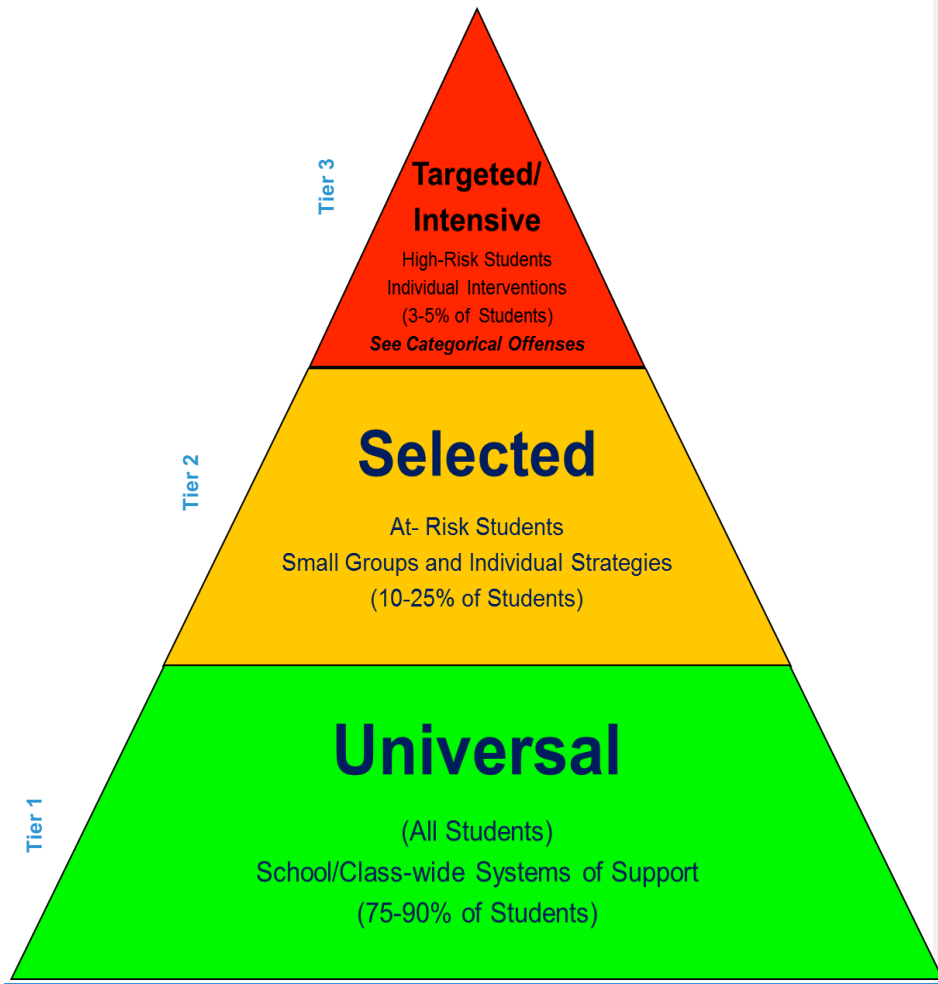 Tier 3
Targeted/
Intensive
High-Risk Students
Individual Interventions
(3-5% of Students)
See Categorical Offenses
Tier 2
Selected
At- Risk Students
Small Groups and Individual Strategies
(10-25% of Students)
Tier 1
Universal
(All Students)
School/Class-wide Systems of Support
(75-90% of Students)